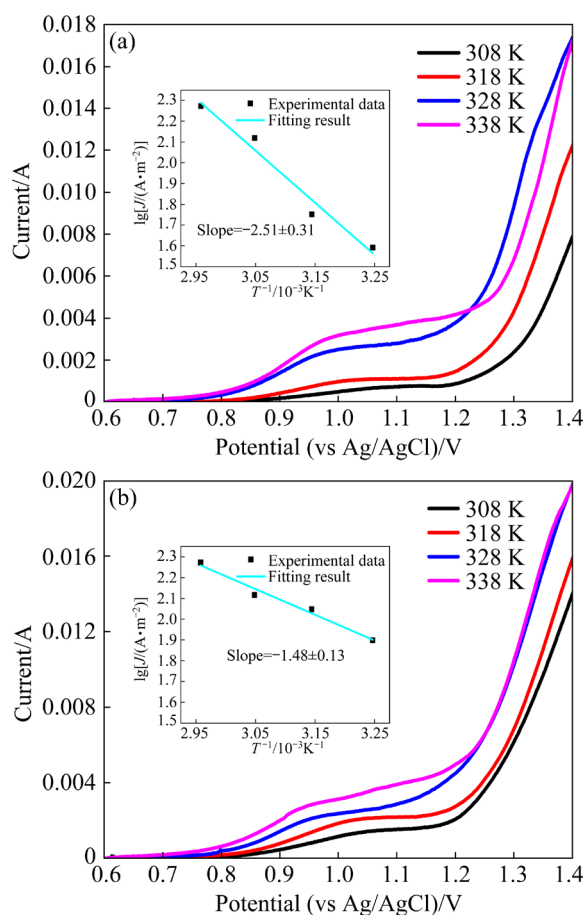 (a)
308 K
318 K
328 K
338 K
Experimental data
Fitting result
Slope=−2.51±0.31
lg[J/(A•m−2)]
2.3
2.2
2.1
2.0
1.9
1.8
1.7
1.6
1.5
2.95
3.05
3.15
3.25
T−1/10−3K−1
Current/A
0.018
0.016
0.014
0.012
0.010
0.008
0.006
0.004
0.002
0
0.6
0.7
0.8
0.9
1.0
1.1
1.2
1.3
1.4
Potential (vs Ag/AgCl)/V
(b)
308 K
318 K
328 K
338 K
Experimental data
Fitting result
Slope=−1.48±0.13
lg[J/(A•m−2)]
2.3
2.2
2.1
2.0
1.9
1.8
1.7
1.6
1.5
2.95
3.05
3.15
3.25
T−1/10−3K−1
Current/A
0.020
0.016
0.012
0.008
0.004
0
0.6
0.7
0.8
0.9
1.0
1.1
1.2
1.3
1.4
Potential (vs Ag/AgCl)/V